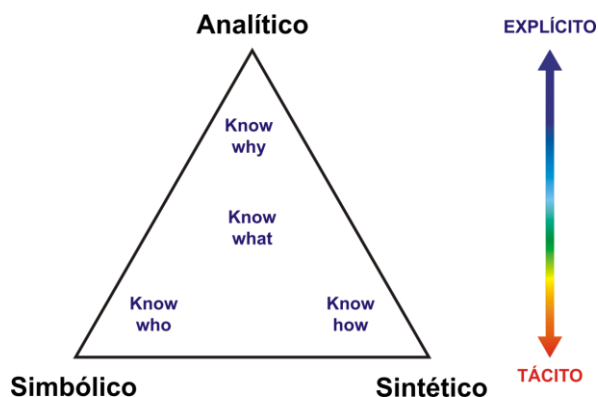 Analítico
EXPLÍCITO
Know
why
Know
what
Know
who
Know
how
Simbólico
Sintético
TÁCITO